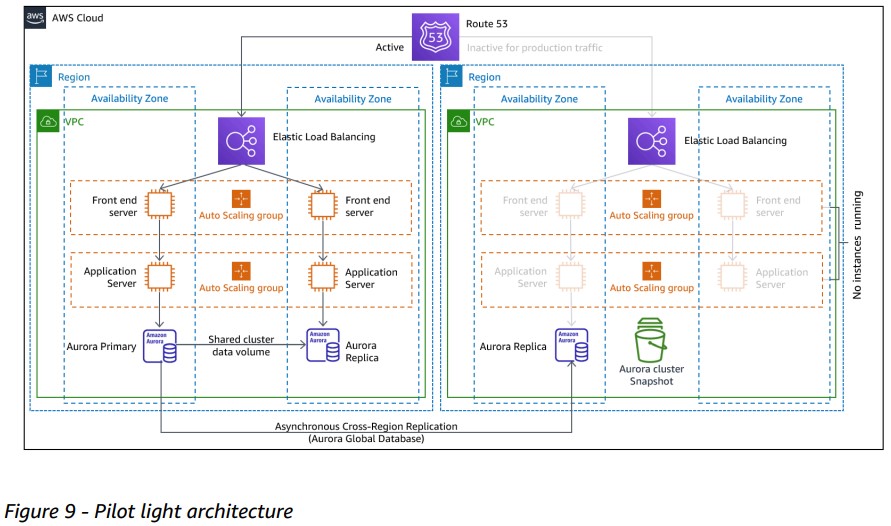 aws
AWS Cloud
Route 53
53
Active
Inactive for production traffic
Region
Availability Zone
Availability Zone
VPC
Elastic Load Balancing
Front end
server
Auto Scaling group
Front end
server
Application
Server
Auto Scaling group
Application
Server
Aurora Primary
Amazon
Aurora
Shared cluster
data volume
Amazon
Aurora
Aurora
Replica
Region
Availability Zone
Availability Zone
VPC
Elastic Load Balancing
Front end
server
Auto Scaling group
Front end
server
Application
Server
Auto Scaling group
Application
Server
No instances running
Aurora Replica
Amazon
Aurora
Aurora cluster
Snapshot
Asynchronous Cross-Region Replication
(Aurora Global Database)
Figure 9 - Pilot light architecture